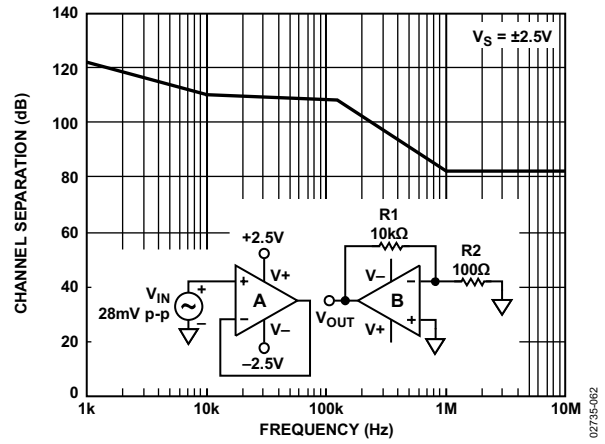 140
120
100
80
60
40
20
0
CHANNEL SEPARATION (dB)
V_S = ±2.5V
+2.5V
V+
V_IN
28mV p-p
+
−
+
−
A
V−
−2.5V
R1
10kΩ
R2
100Ω
V−
−
B
+
V_OUT
V+
1k
10k
100k
1M
10M
FREQUENCY (Hz)
02735-062